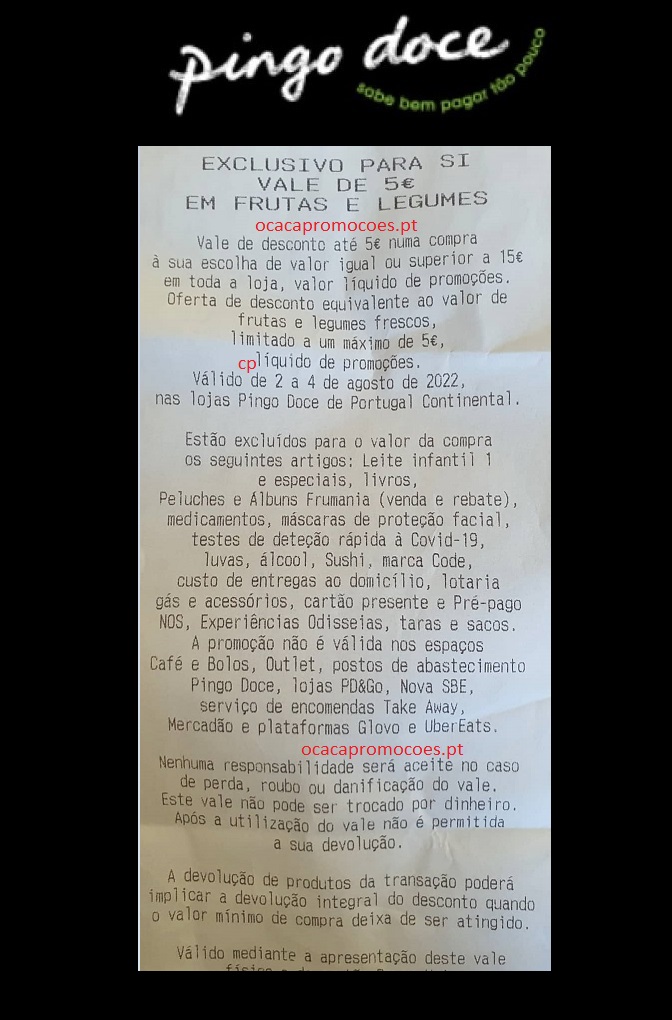 pingo doce
sabe bem pagar tão pouco
EXCLUSIVO PARA SI
VALE DE 5€
EM FRUTAS E LEGUMES
ocacapromocoes.pt
Vale de desconto até 5€ numa compra
à sua escolha de valor igual ou superior a 15€
em toda a loja, valor líquido de promoções.
Oferta de desconto equivalente ao valor de
frutas e legumes frescos,
limitado a um máximo de 5€,
cp líquido de promoções.
Válido de 2 a 4 de agosto de 2022,
nas lojas Pingo Doce de Portugal Continental.
Estão excluídos para o valor da compra
os seguintes artigos: Leite infantil 1
e especiais, livros,
Peluches e Álbuns Frumania (venda e rebate),
medicamentos, máscaras de proteção facial,
testes de deteção rápida à Covid-19,
luvas, álcool, Sushi, marca Code,
custo de entregas ao domicílio, lotaria
gás e acessórios, cartão presente e Pré-pago
NOS, Experiências Odisseias, taras e sacos.
A promoção não é válida nos espaços
Café e Bolos, Outlet, postos de abastecimento
Pingo Doce, lojas PD&Go, Nova SBE,
serviço de encomendas Take Away,
Mercadão e plataformas Glovo e UberEats.
ocacapromocoes.pt
Nenhuma responsabilidade será aceite no caso
de perda, roubo ou danificação do vale.
Este vale não pode ser trocado por dinheiro.
Após a utilização do vale não é permitida
a sua devolução.
A devolução de produtos da transação poderá
implicar a devolução integral do desconto quando
o valor mínimo de compra deixa de ser atingido.
Válido mediante a apresentação deste vale